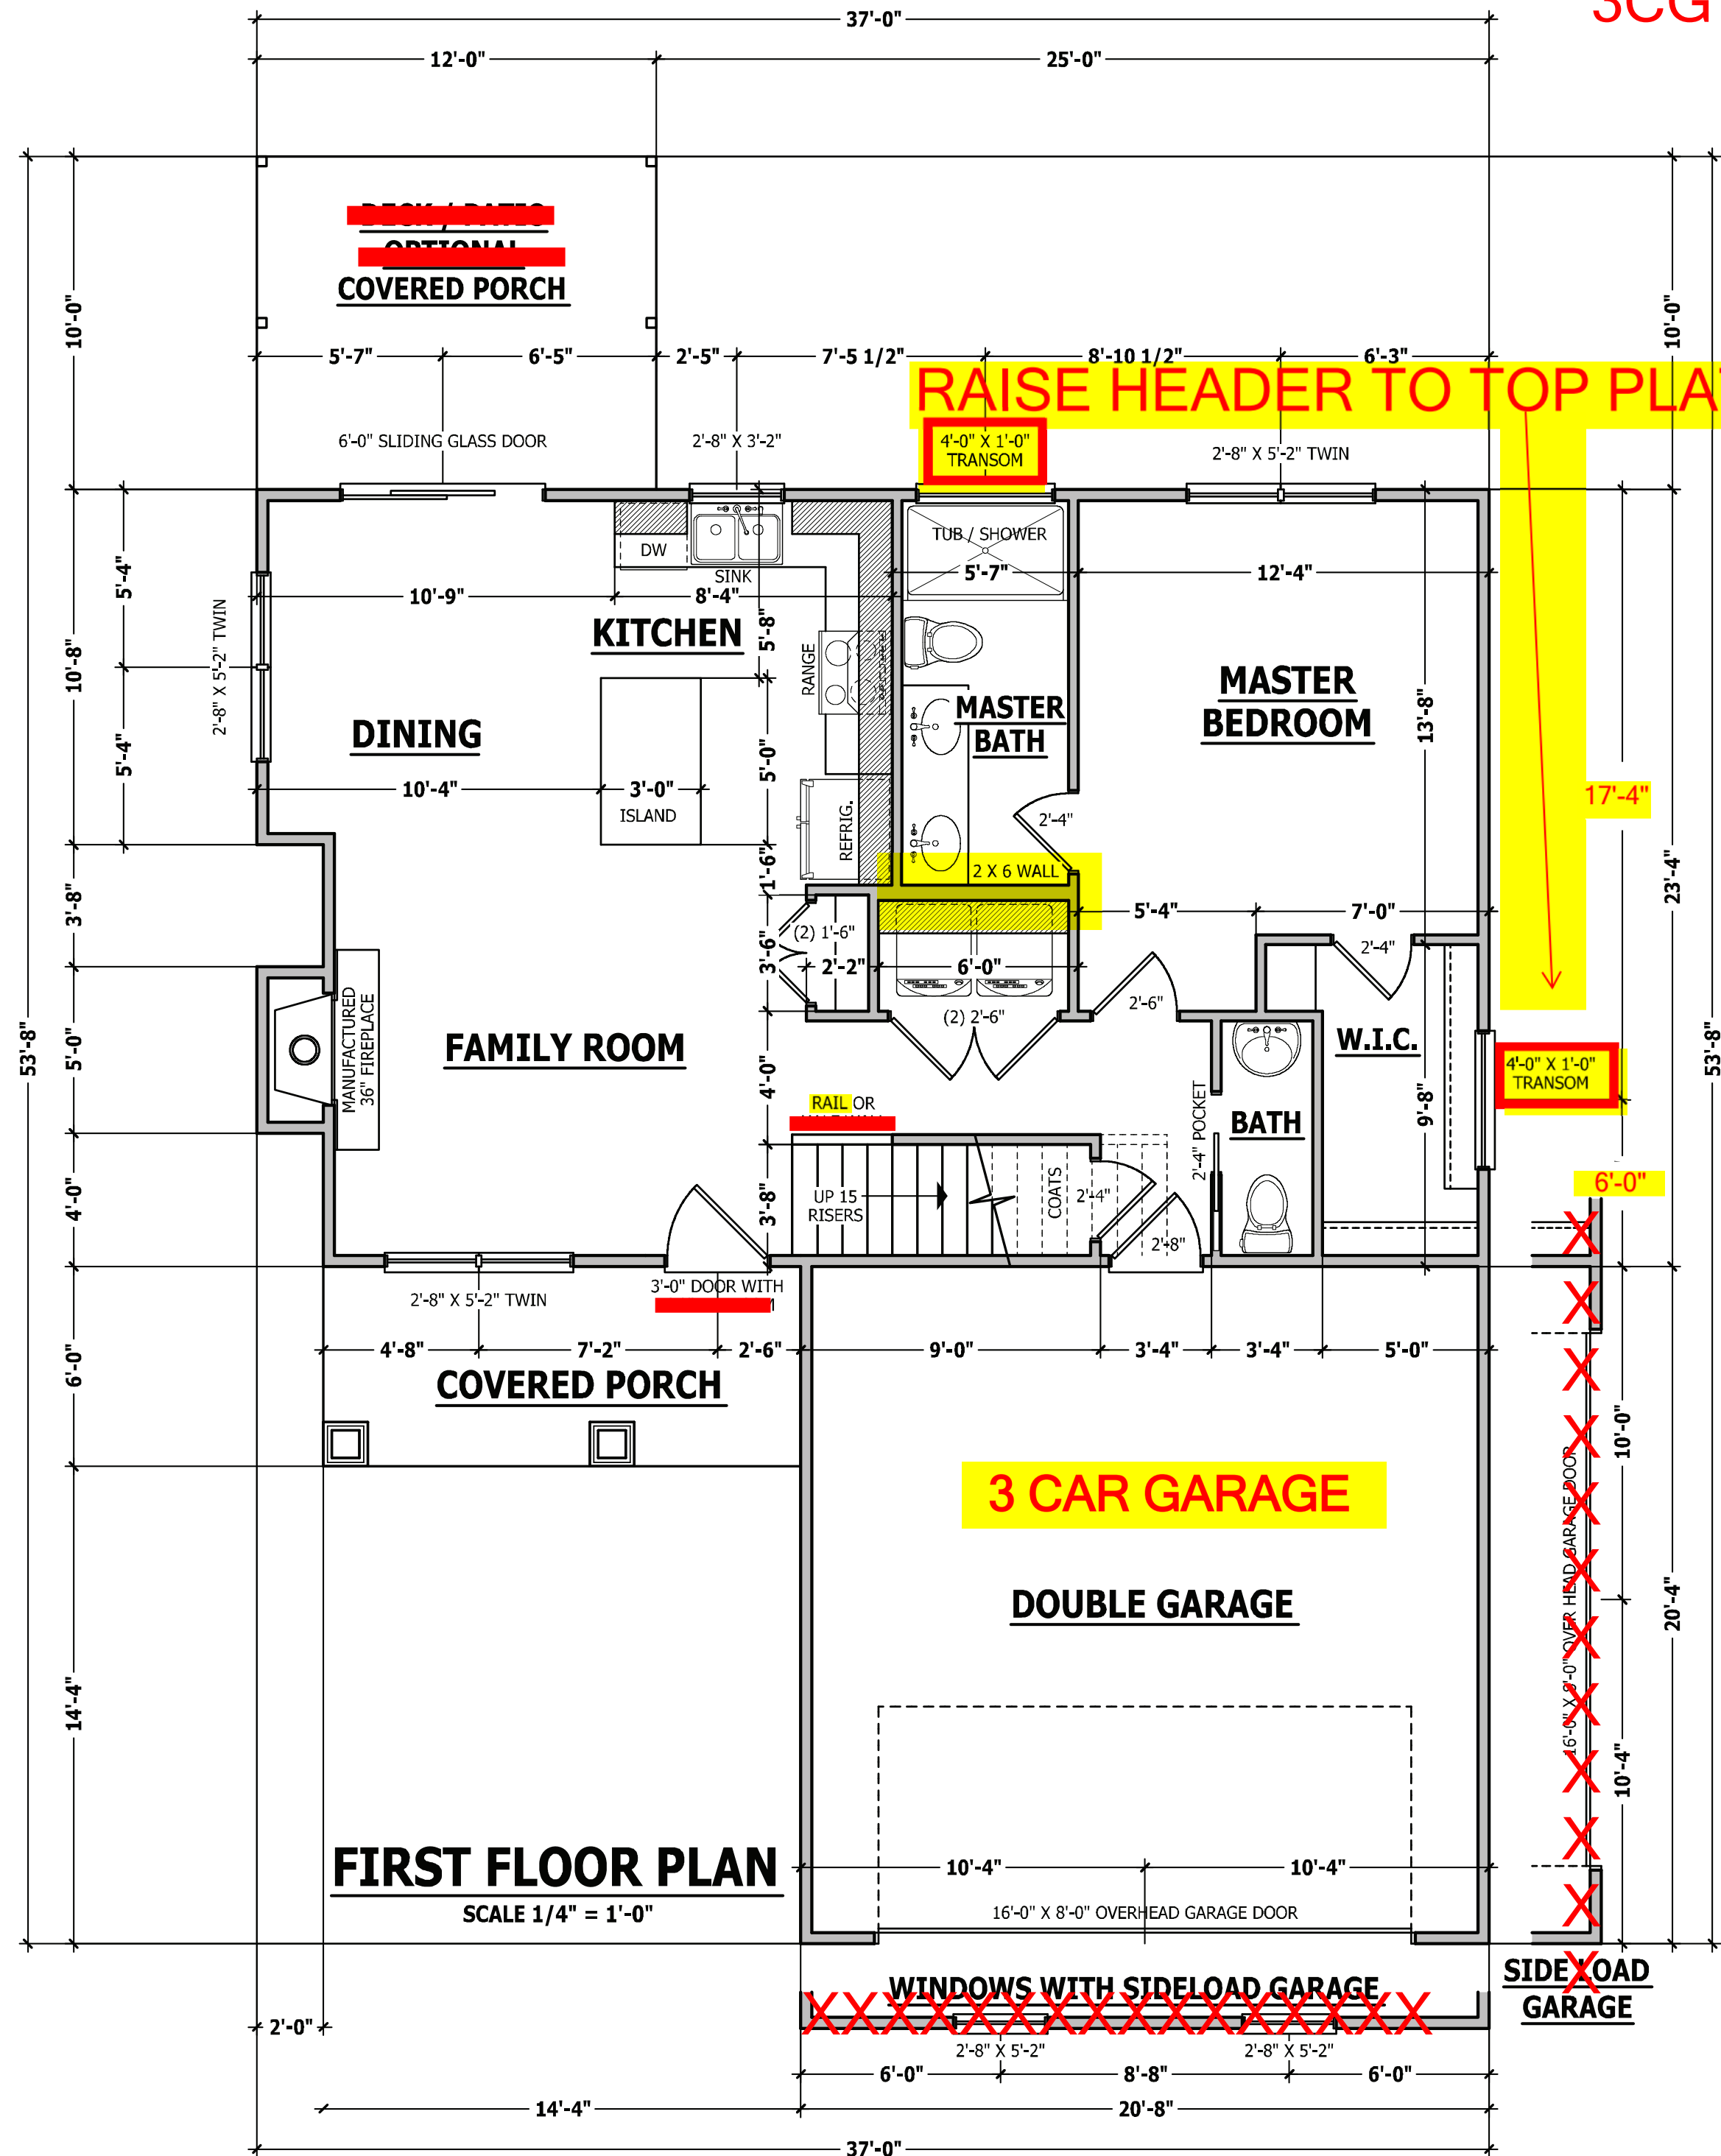 3CG
37'-0"
12'-0"
25'-0"
COVERED PORCH
10'-0"
10'-0"
5'-7"
6'-5"
2'-5"
7'-5 1/2"
8'-10 1/2"
6'-3"
RAISE HEADER TO TOP
6'-0" SLIDING GLASS DOOR
2'-8" X 3'-2"
4'-0" X 1'-0"
TRANSOM
2'-8" X 5'-2" TWIN
DW
SINK
TUB / SHOWER
5'-7"
12'-4"
10'-9"
8'-4"
5'-4"
5'-4"
10'-8"
2'-8" X 5'-2" TWIN
KITCHEN
5'-8"
RANGE
MASTER
BEDROOM
MASTER
BATH
13'-8"
DINING
10'-4"
3'-0"
ISLAND
5'-0"
REFRIG.
2'-4"
17'-4"
1'-6"
2 X 6 WALL
23'-4"
3'-8"
5'-4"
7'-0"
(2) 1'-6"
3'-6"
2'-2"
6'-0"
2'-4"
2'-6"
(2) 2'-6"
53'-8"
53'-8"
5'-0"
MANUFACTURED
36" FIREPLACE
FAMILY ROOM
W.I.C.
4'-0" X 1'-0"
TRANSOM
4'-0"
RAIL OR
2'-4" POCKET
BATH
9'-8"
4'-0"
3'-8"
UP 15
RISERS
COATS
2'-4"
2'-8"
6'-0"
X
3'-0" DOOR WITH
2'-8" X 5'-2" TWIN
X
4'-8"
7'-2"
2'-6"
9'-0"
3'-4"
3'-4"
5'-0"
X
6'-0"
COVERED PORCH
X
10'-0"
3 CAR GARAGE
X
16'-0" X 8'-0" OVER HEAD GARAGE DOOR
X
DOUBLE GARAGE
20'-4"
X
14'-4"
X
10'-4"
X
X
FIRST FLOOR PLAN
SCALE 1/4" = 1'-0"
10'-4"
10'-4"
16'-0" X 8'-0" OVERHEAD GARAGE DOOR
X
WINDOWS WITH SIDELOAD GARAGE
X
GARAGE
XXXXXXXXXXXXXXXX
2'-0"
2'-8" X 5'-2"
2'-8" X 5'-2"
6'-0"
8'-8"
6'-0"
14'-4"
20'-8"
37'-0"